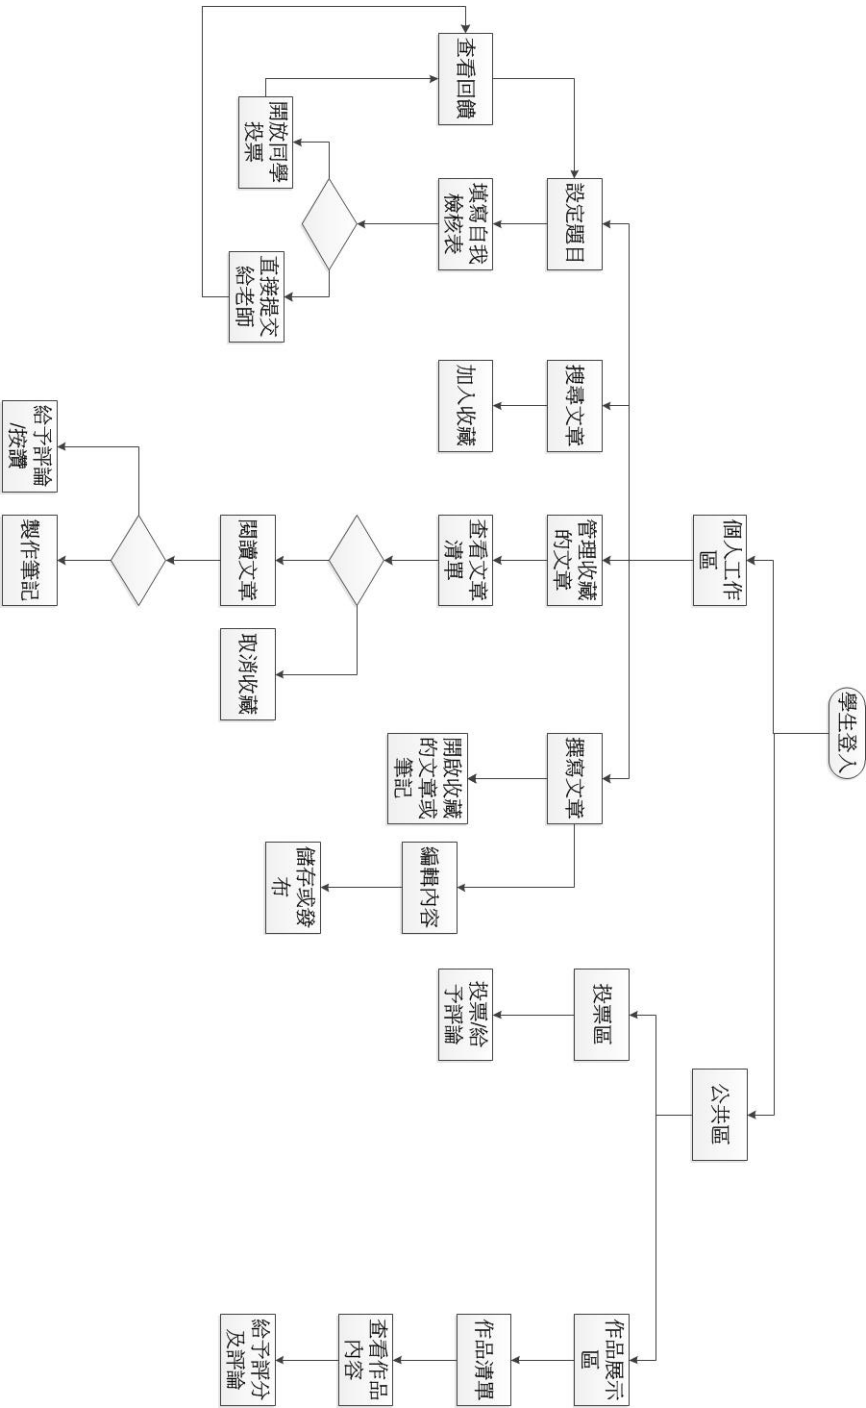 學生登入
個人工作
區
公共區
設定題目
搜尋文章
管理收藏
的文章
撰寫文章
投票區
作品展示
區
查看回饋
填寫自我
檢核表
加入收藏
查看文章
清單
開啟收藏
的文章或
筆記
編輯內容
投票/給
予評論
作品清單
開放同學
投票
直接提交
給老師
閱讀文章
取消收藏
儲存或發
布
查看作品
內容
給予評論
/按讚
製作筆記
給予評分
及評論